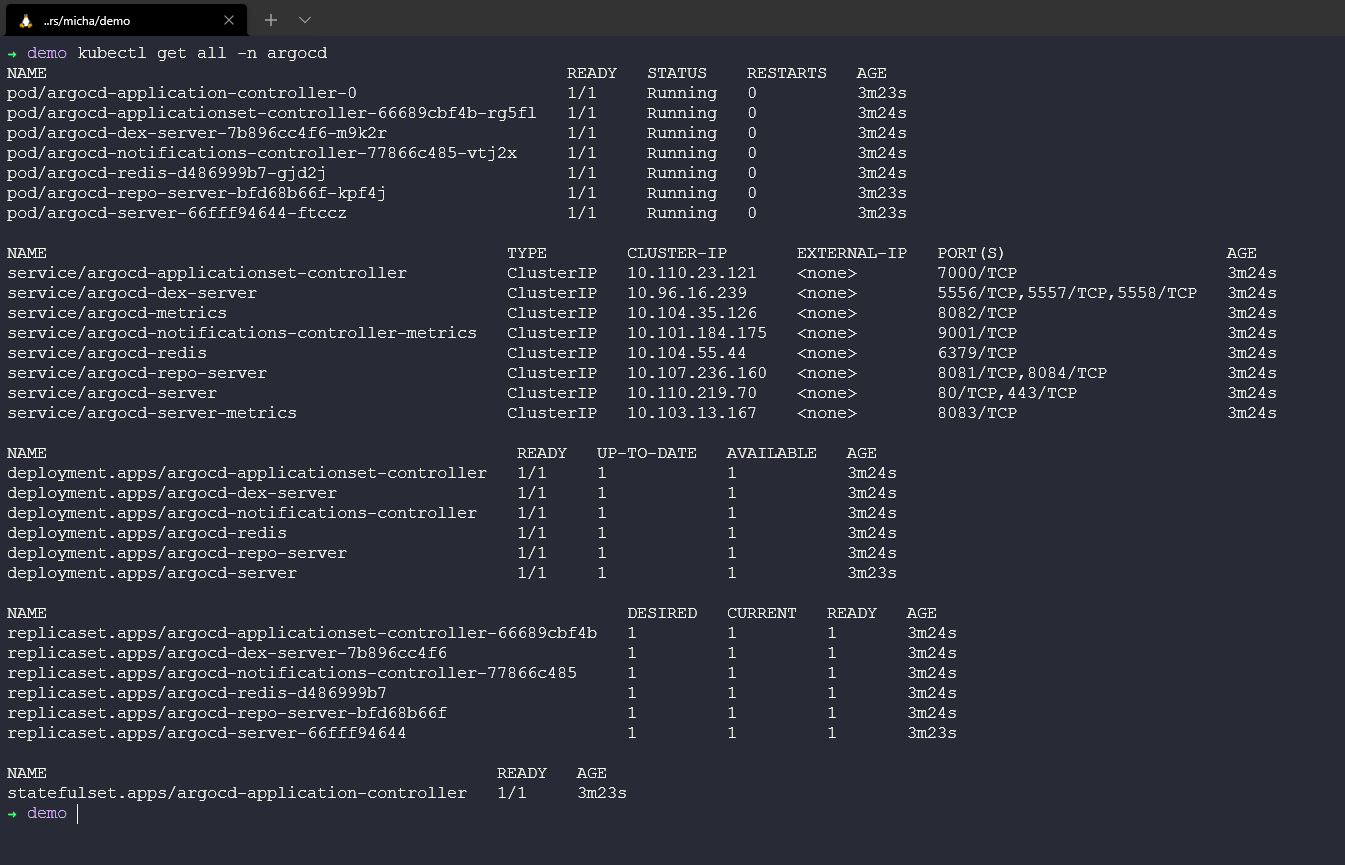 ..rs/micha/demo
→ demo kubectl get all -n argocd
NAME READY STATUS RESTARTS AGE
pod/argocd-application-controller-0 1/1 Running 0 3m23s
pod/argocd-applicationset-controller-66689cbf4b-rg5fl 1/1 Running 0 3m24s
pod/argocd-dex-server-7b896cc4f6-m9k2r 1/1 Running 0 3m24s
pod/argocd-notifications-controller-77866c485-vtj2x 1/1 Running 0 3m24s
pod/argocd-redis-d486999b7-gjd2j 1/1 Running 0 3m24s
pod/argocd-repo-server-bfd68b66f-kpf4j 1/1 Running 0 3m23s
pod/argocd-server-66fff94644-ftccz 1/1 Running 0 3m23s
NAME TYPE CLUSTER-IP EXTERNAL-IP PORT(S) AGE
service/argocd-applicationset-controller ClusterIP 10.110.23.121 <none> 7000/TCP 3m24s
service/argocd-dex-server ClusterIP 10.96.16.239 <none> 5556/TCP,5557/TCP,5558/TCP 3m24s
service/argocd-metrics ClusterIP 10.104.35.126 <none> 8082/TCP 3m24s
service/argocd-notifications-controller-metrics ClusterIP 10.101.184.175 <none> 9001/TCP 3m24s
service/argocd-redis ClusterIP 10.104.55.44 <none> 6379/TCP 3m24s
service/argocd-repo-server ClusterIP 10.107.236.160 <none> 8081/TCP,8084/TCP 3m24s
service/argocd-server ClusterIP 10.110.219.70 <none> 80/TCP,443/TCP 3m24s
service/argocd-server-metrics ClusterIP 10.103.13.167 <none> 8083/TCP 3m24s
NAME READY UP-TO-DATE AVAILABLE AGE
deployment.apps/argocd-applicationset-controller 1/1 1 1 3m24s
deployment.apps/argocd-dex-server 1/1 1 1 3m24s
deployment.apps/argocd-notifications-controller 1/1 1 1 3m24s
deployment.apps/argocd-redis 1/1 1 1 3m24s
deployment.apps/argocd-repo-server 1/1 1 1 3m24s
deployment.apps/argocd-server 1/1 1 1 3m23s
NAME DESIRED CURRENT READY AGE
replicaset.apps/argocd-applicationset-controller-66689cbf4b 1 1 1 3m24s
replicaset.apps/argocd-dex-server-7b896cc4f6 1 1 1 3m24s
replicaset.apps/argocd-notifications-controller-77866c485 1 1 1 3m24s
replicaset.apps/argocd-redis-d486999b7 1 1 1 3m24s
replicaset.apps/argocd-repo-server-bfd68b66f 1 1 1 3m24s
replicaset.apps/argocd-server-66fff94644 1 1 1 3m23s
NAME READY AGE
statefulset.apps/argocd-application-controller 1/1 3m23s
→ demo